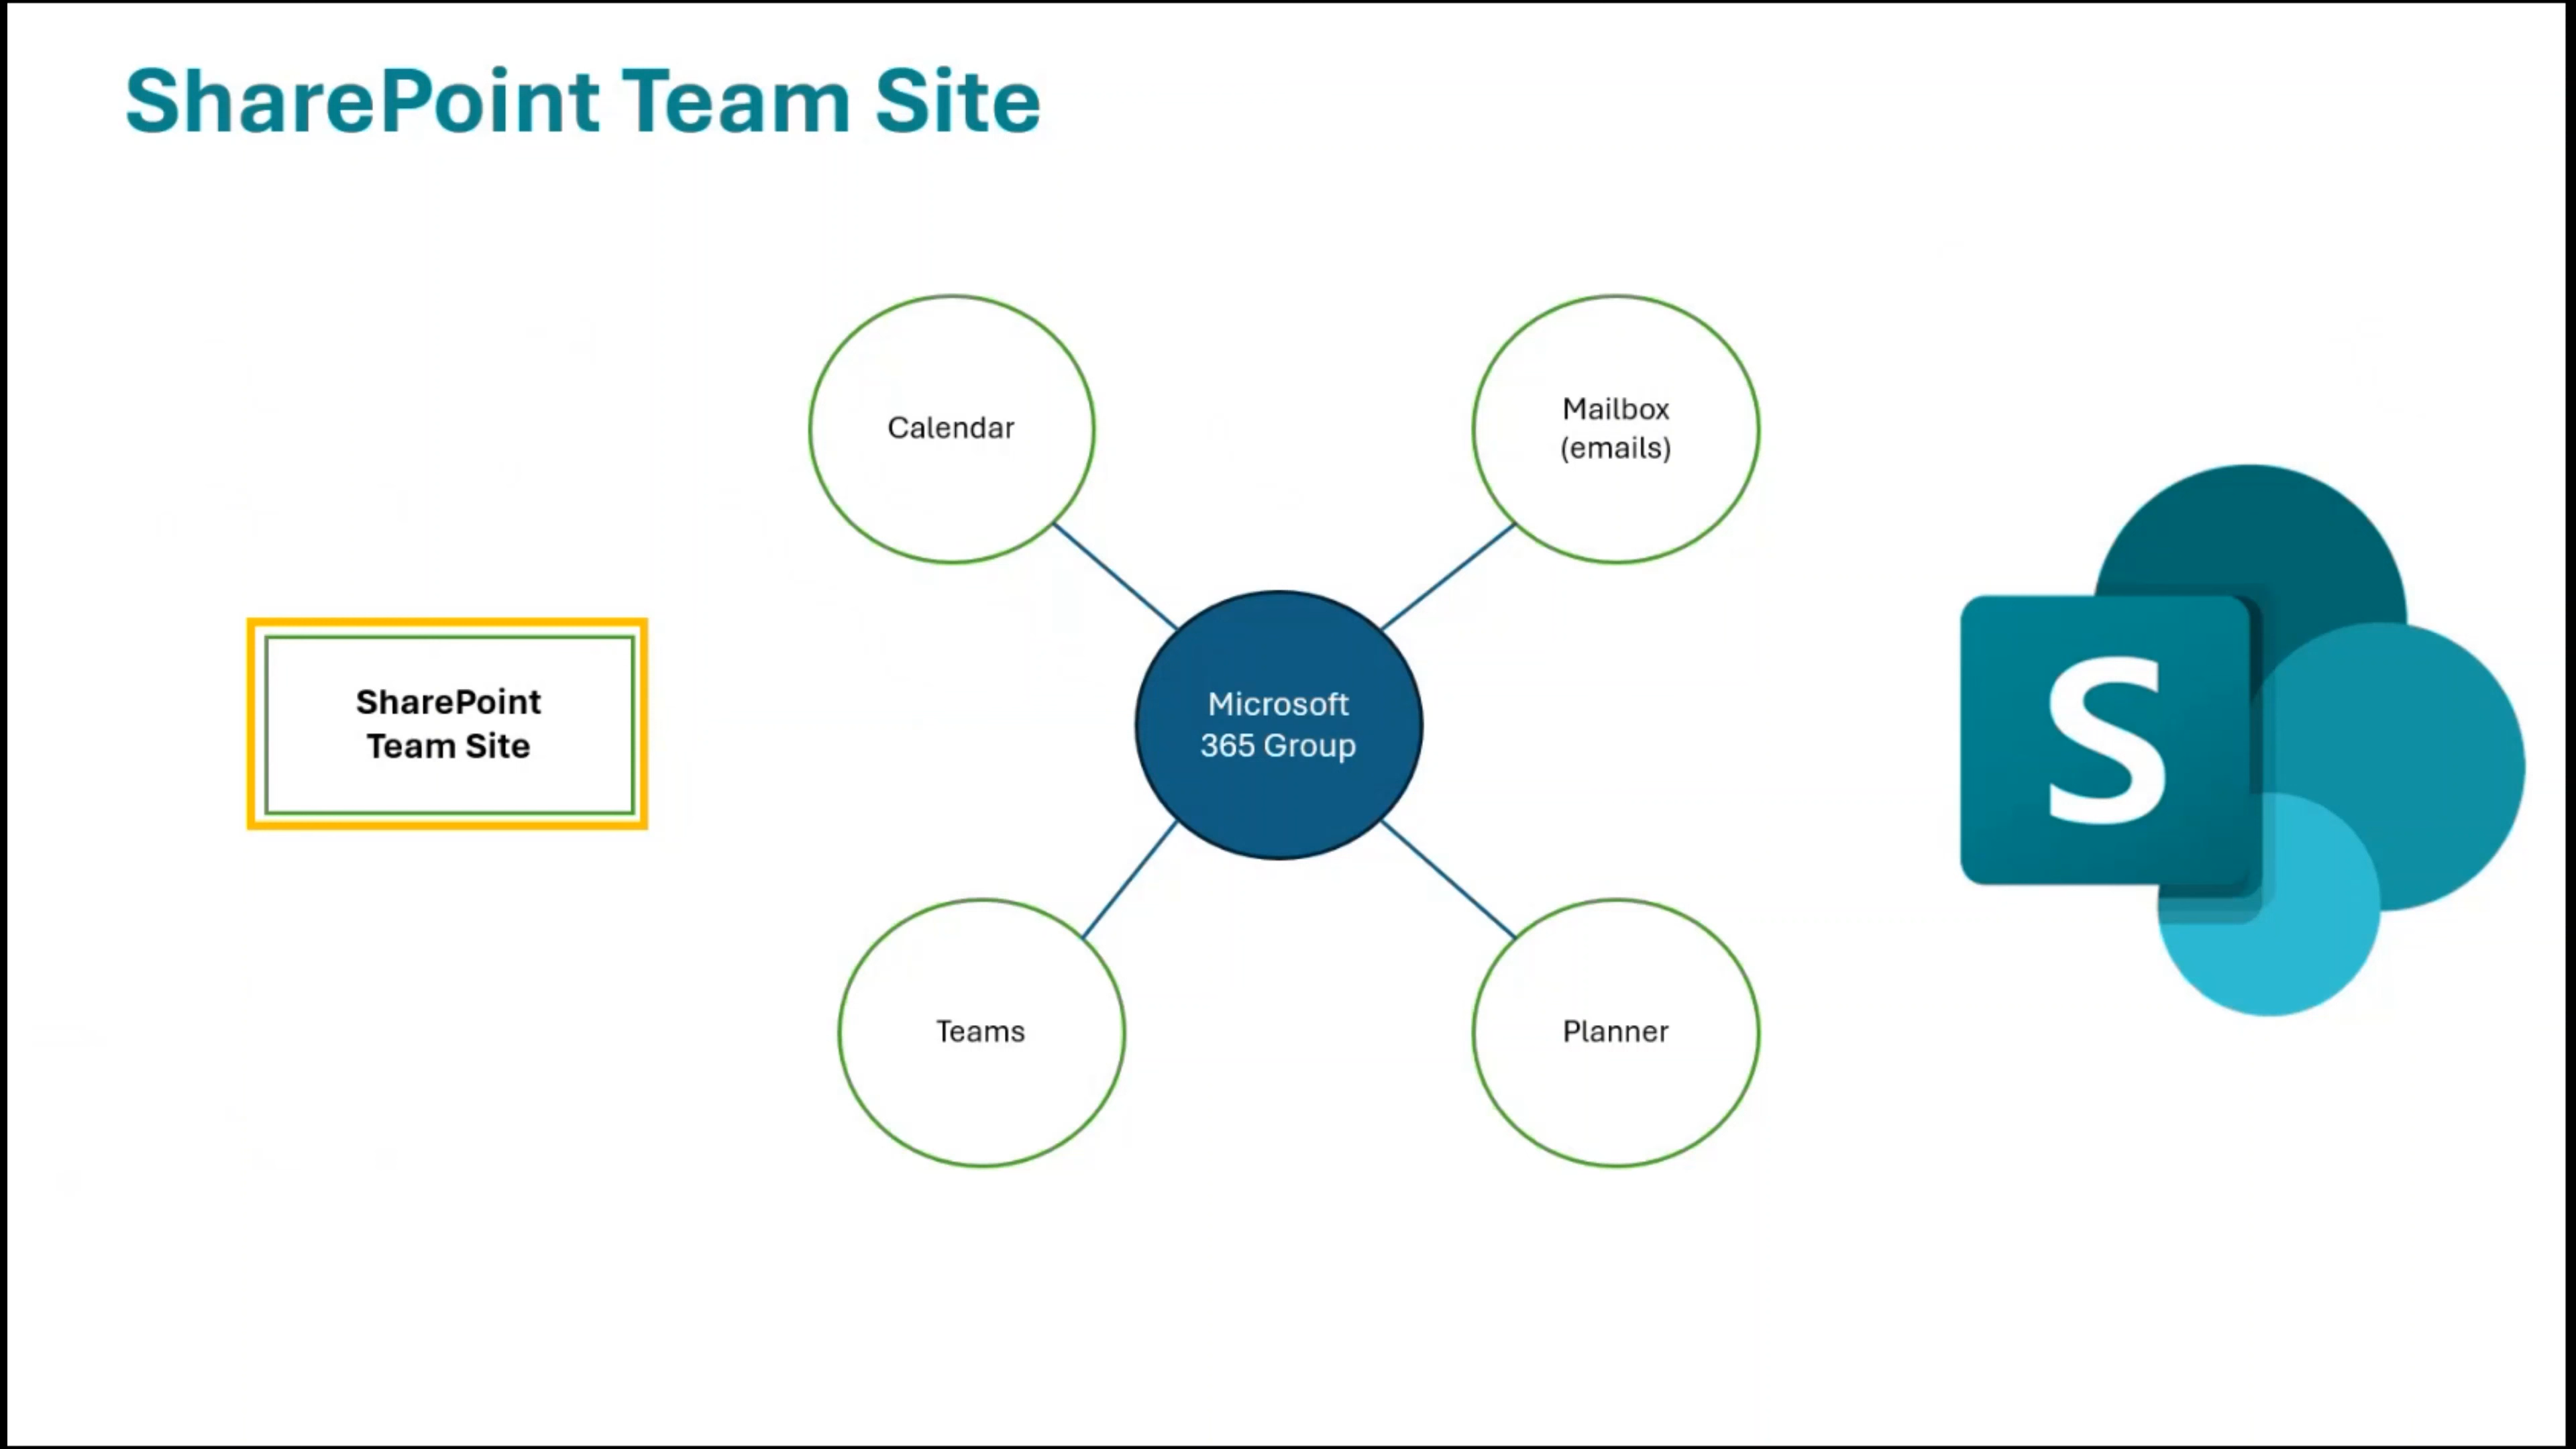 SharePoint Team Site
Calendar
Mailbox
(emails)
SharePoint
Team Site
Microsoft
365 Group
S
Teams
Planner